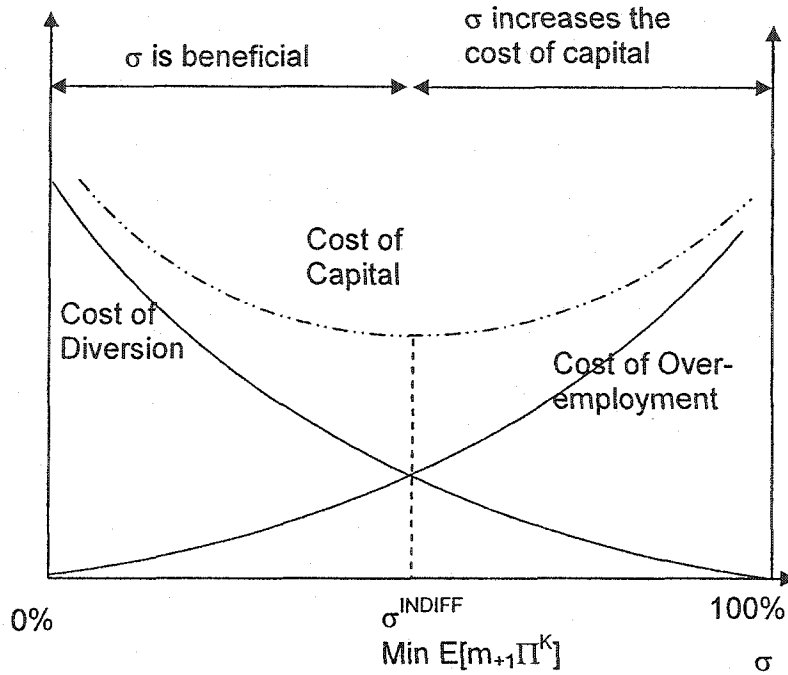 σ is beneficial
σ increases the
cost of capital
Cost of
Capital
Cost of
Diversion
Cost of Over-
employment
0%
σ^INDIFF
100%
Min E[m₊₁Π^K]
σ